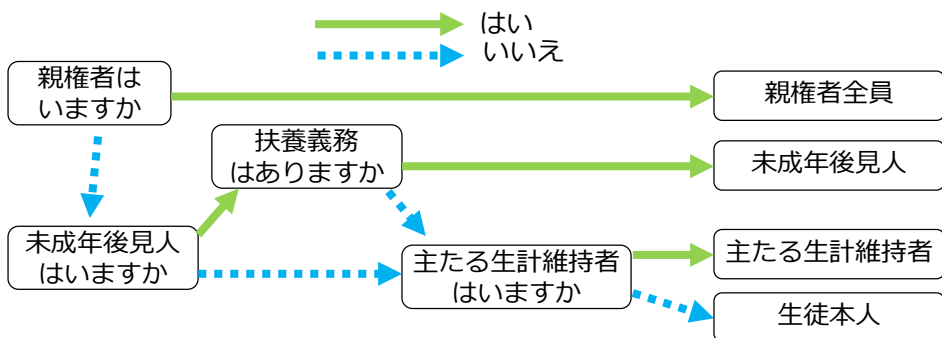 はい
いいえ
親権者は
いますか
親権者全員
扶養義務
はありますか
未成年後見人
未成年後見人
はいますか
主たる生計維持者
はいますか
主たる生計維持者
生徒本人